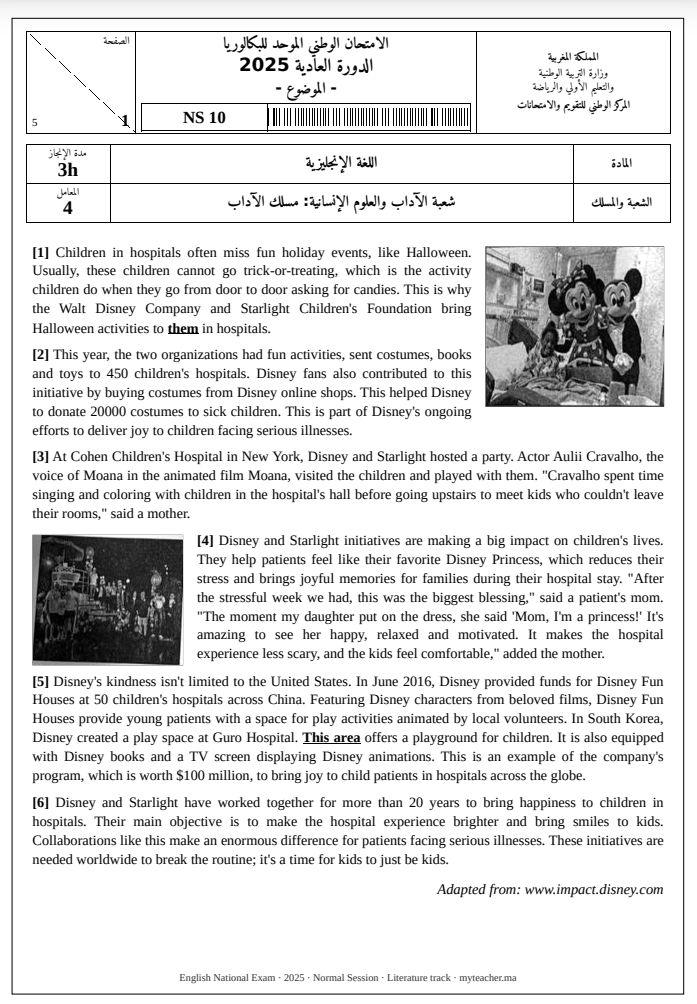 الصفحة
1
5
الامتحان الوطني الموحد للبكالوريا
الدورة العادية 2025
- الموضوع -
NS 10
المملكة المغربية
وزارة التربية الوطنية
والتعليم الأولي والرياضة
المركز الوطني للتقويم والامتحانات
مدة الإنجاز
3h
اللغة الإنجليزية
المادة
المعامل
4
شعبة الآداب والعلوم الإنسانية: مسلك الآداب
الشعبة والمسلك
[1] Children in hospitals often miss fun holiday events, like Halloween.
Usually, these children cannot go trick-or-treating, which is the activity
children do when they go from door to door asking for candies. This is why
the Walt Disney Company and Starlight Children's Foundation bring
Halloween activities to them in hospitals.
[2] This year, the two organizations had fun activities, sent costumes, books
and toys to 450 children's hospitals. Disney fans also contributed to this
initiative by buying costumes from Disney online shops. This helped Disney
to donate 20000 costumes to sick children. This is part of Disney's ongoing
efforts to deliver joy to children facing serious illnesses.
[3] At Cohen Children's Hospital in New York, Disney and Starlight hosted a party. Actor Aulii Cravalho, the
voice of Moana in the animated film Moana, visited the children and played with them. "Cravalho spent time
singing and coloring with children in the hospital's hall before going upstairs to meet kids who couldn't leave
their rooms," said a mother.
[4] Disney and Starlight initiatives are making a big impact on children's lives.
They help patients feel like their favorite Disney Princess, which reduces their
stress and brings joyful memories for families during their hospital stay. "After
the stressful week we had, this was the biggest blessing," said a patient's mom.
"The moment my daughter put on the dress, she said 'Mom, I'm a princess!' It's
amazing to see her happy, relaxed and motivated. It makes the hospital
experience less scary, and the kids feel comfortable," added the mother.
[5] Disney's kindness isn't limited to the United States. In June 2016, Disney provided funds for Disney Fun
Houses at 50 children's hospitals across China. Featuring Disney characters from beloved films, Disney Fun
Houses provide young patients with a space for play activities animated by local volunteers. In South Korea,
Disney created a play space at Guro Hospital. This area offers a playground for children. It is also equipped
with Disney books and a TV screen displaying Disney animations. This is an example of the company's
program, which is worth $100 million, to bring joy to child patients in hospitals across the globe.
[6] Disney and Starlight have worked together for more than 20 years to bring happiness to children in
hospitals. Their main objective is to make the hospital experience brighter and bring smiles to kids.
Collaborations like this make an enormous difference for patients facing serious illnesses. These initiatives are
needed worldwide to break the routine; it's a time for kids to just be kids.
Adapted from: www.impact.disney.com
English National Exam · 2025 · Normal Session · Literature track · myteacher.ma